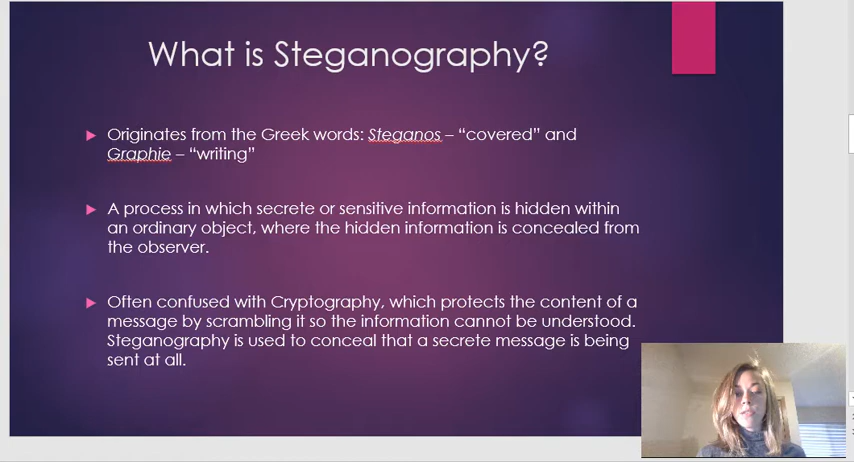 What is Steganography?
Originates from the Greek words: Steganos – “covered” and
Graphie – “writing”
A process in which secrete or sensitive information is hidden within
an ordinary object, where the hidden information is concealed from
the observer.
Often confused with Cryptography, which protects the content of a
message by scrambling it so the information cannot be understood.
Steganography is used to conceal that a secrete message is being
sent at all.